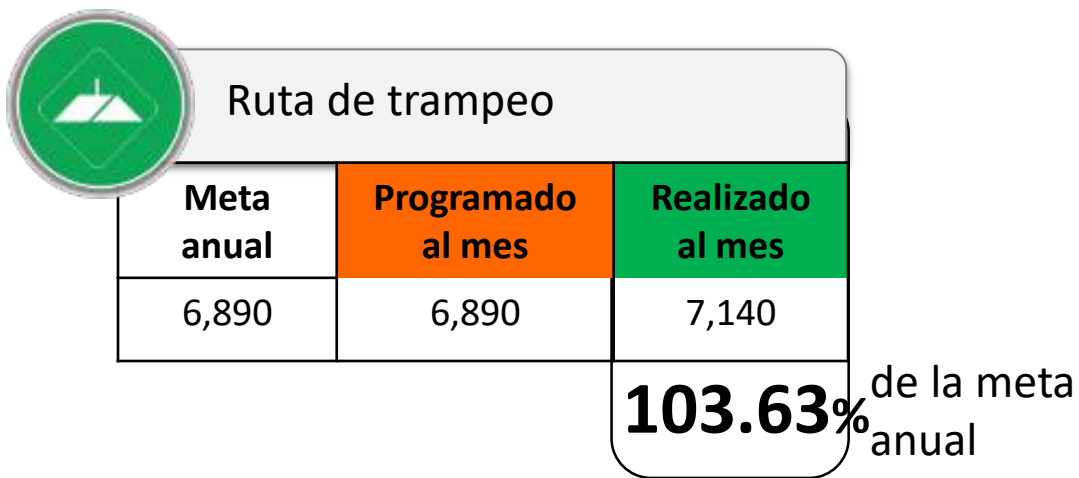 Ruta de trampeo
Meta anual
Programado al mes
Realizado al mes
6,890
6,890
7,140
103.63%
de la meta
anual